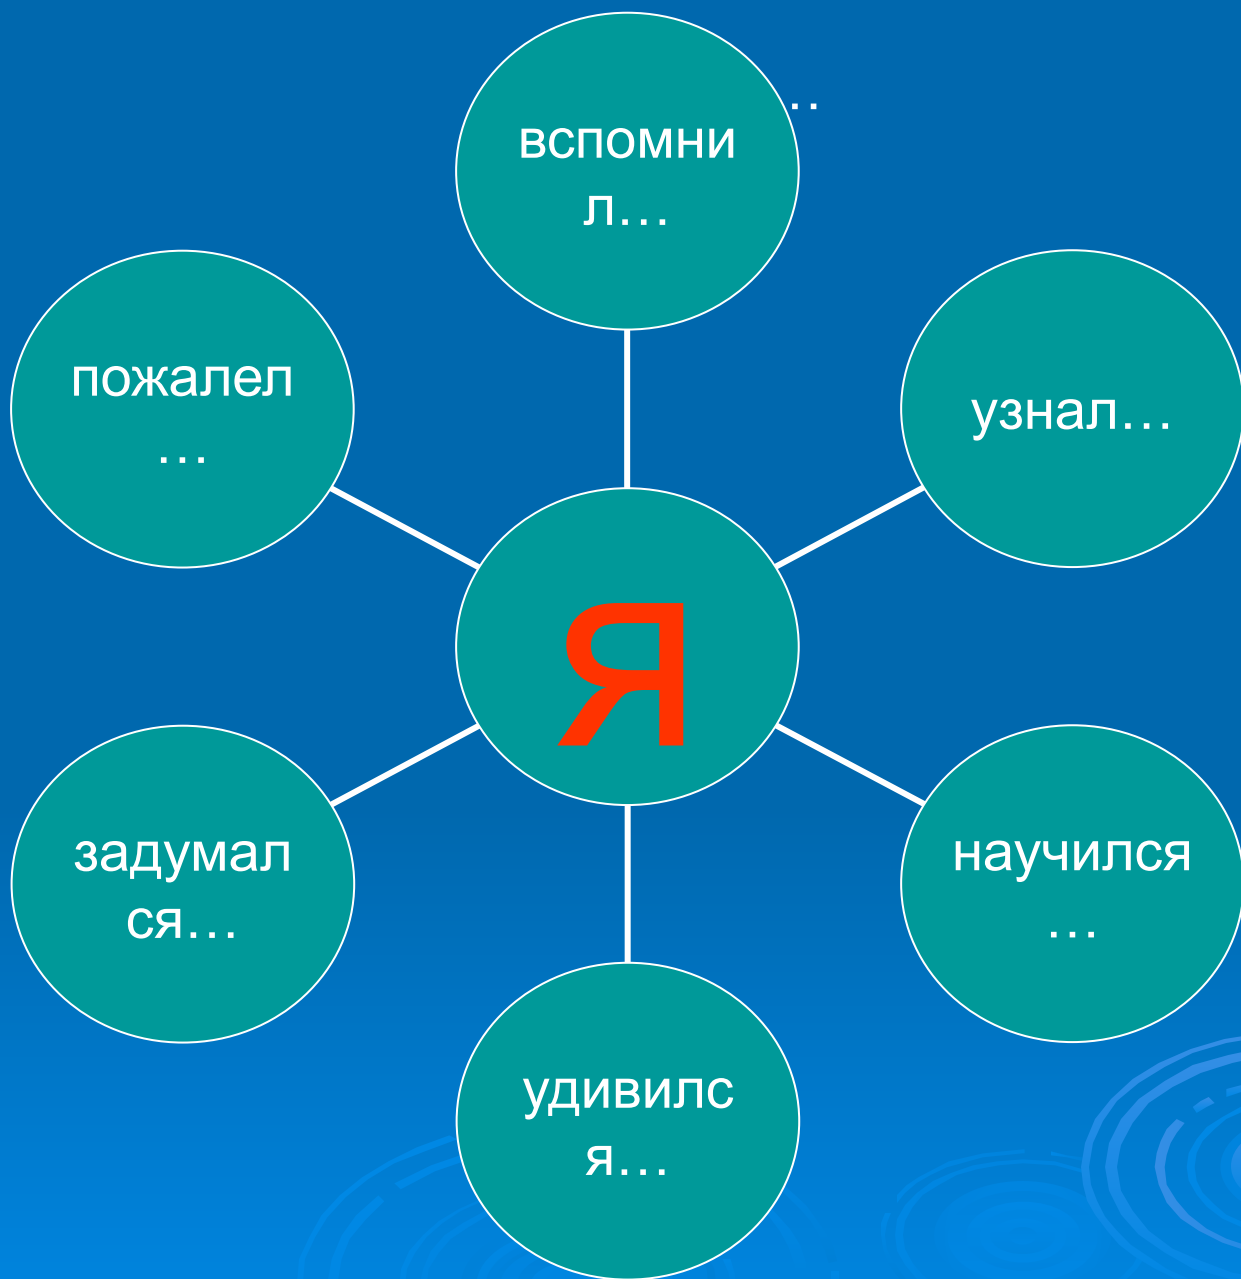 ..
вспомни
л…
пожалел
…
узнал…
я
задумал
ся…
научился
…
удивилс
я…